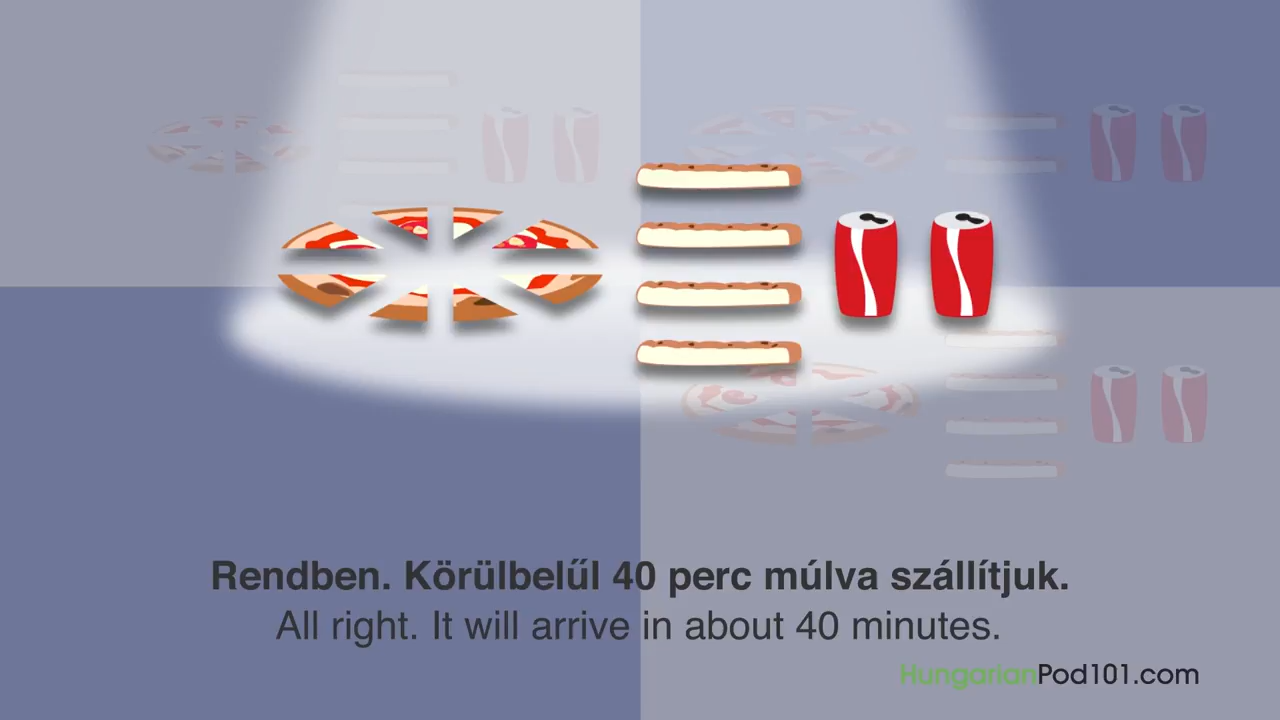 Rendben. Körülbelűl 40 perc múlva szállítjuk.
All right. It will arrive in about 40 minutes.
HungarianPod101.com